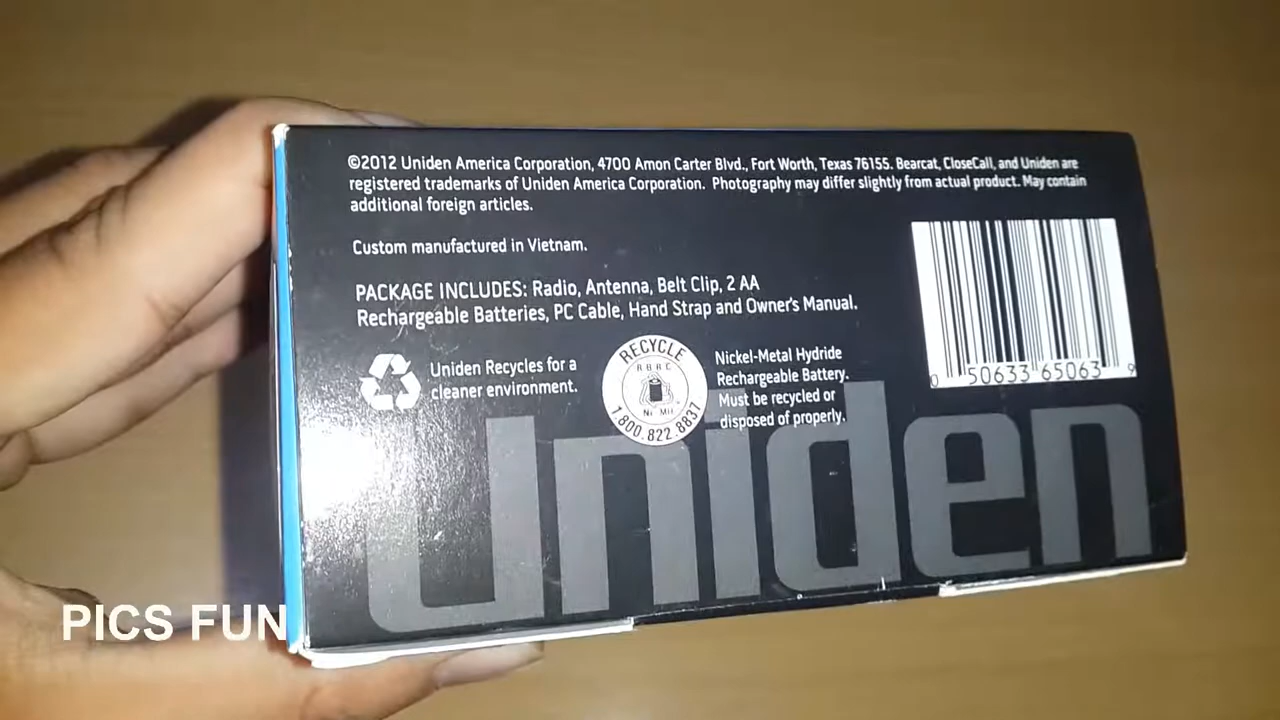 ©2012 Uniden America Corporation, 4700 Amon Carter Blvd., Fort Worth, Texas 76155. Bearcat, CloseCall, and Uniden are
registered trademarks of Uniden America Corporation. Photography may differ slightly from actual product. May contain
additional foreign articles.
Custom manufactured in Vietnam.
PACKAGE INCLUDES: Radio, Antenna, Belt Clip, 2 AA
Rechargeable Batteries, PC Cable, Hand Strap and Owner's Manual.
Uniden Recycles for a
cleaner environment.
RECYCLE
RBRC
Ni MH
1.800.822.8837
Nickel-Metal Hydride
Rechargeable Battery.
Must be recycled or
disposed of properly.
0 50633 65063 9
Uniden
PICS FUN